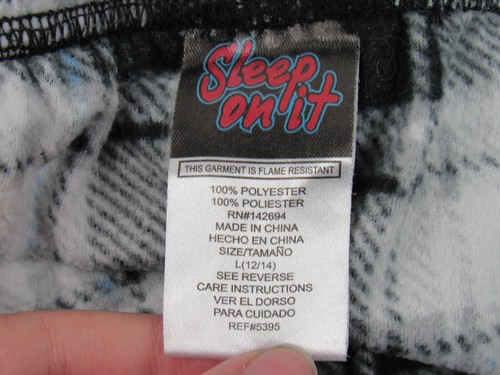 Sleep
on it
THIS GARMENT IS FLAME RESISTANT
100% POLYESTER
100% POLIESTER
RN#142694
MADE IN CHINA
HECHO EN CHINA
SIZE/TAMAÑO
L(12/14)
SEE REVERSE
CARE INSTRUCTIONS
VER EL DORSO
PARA CUIDADO
REF#5395